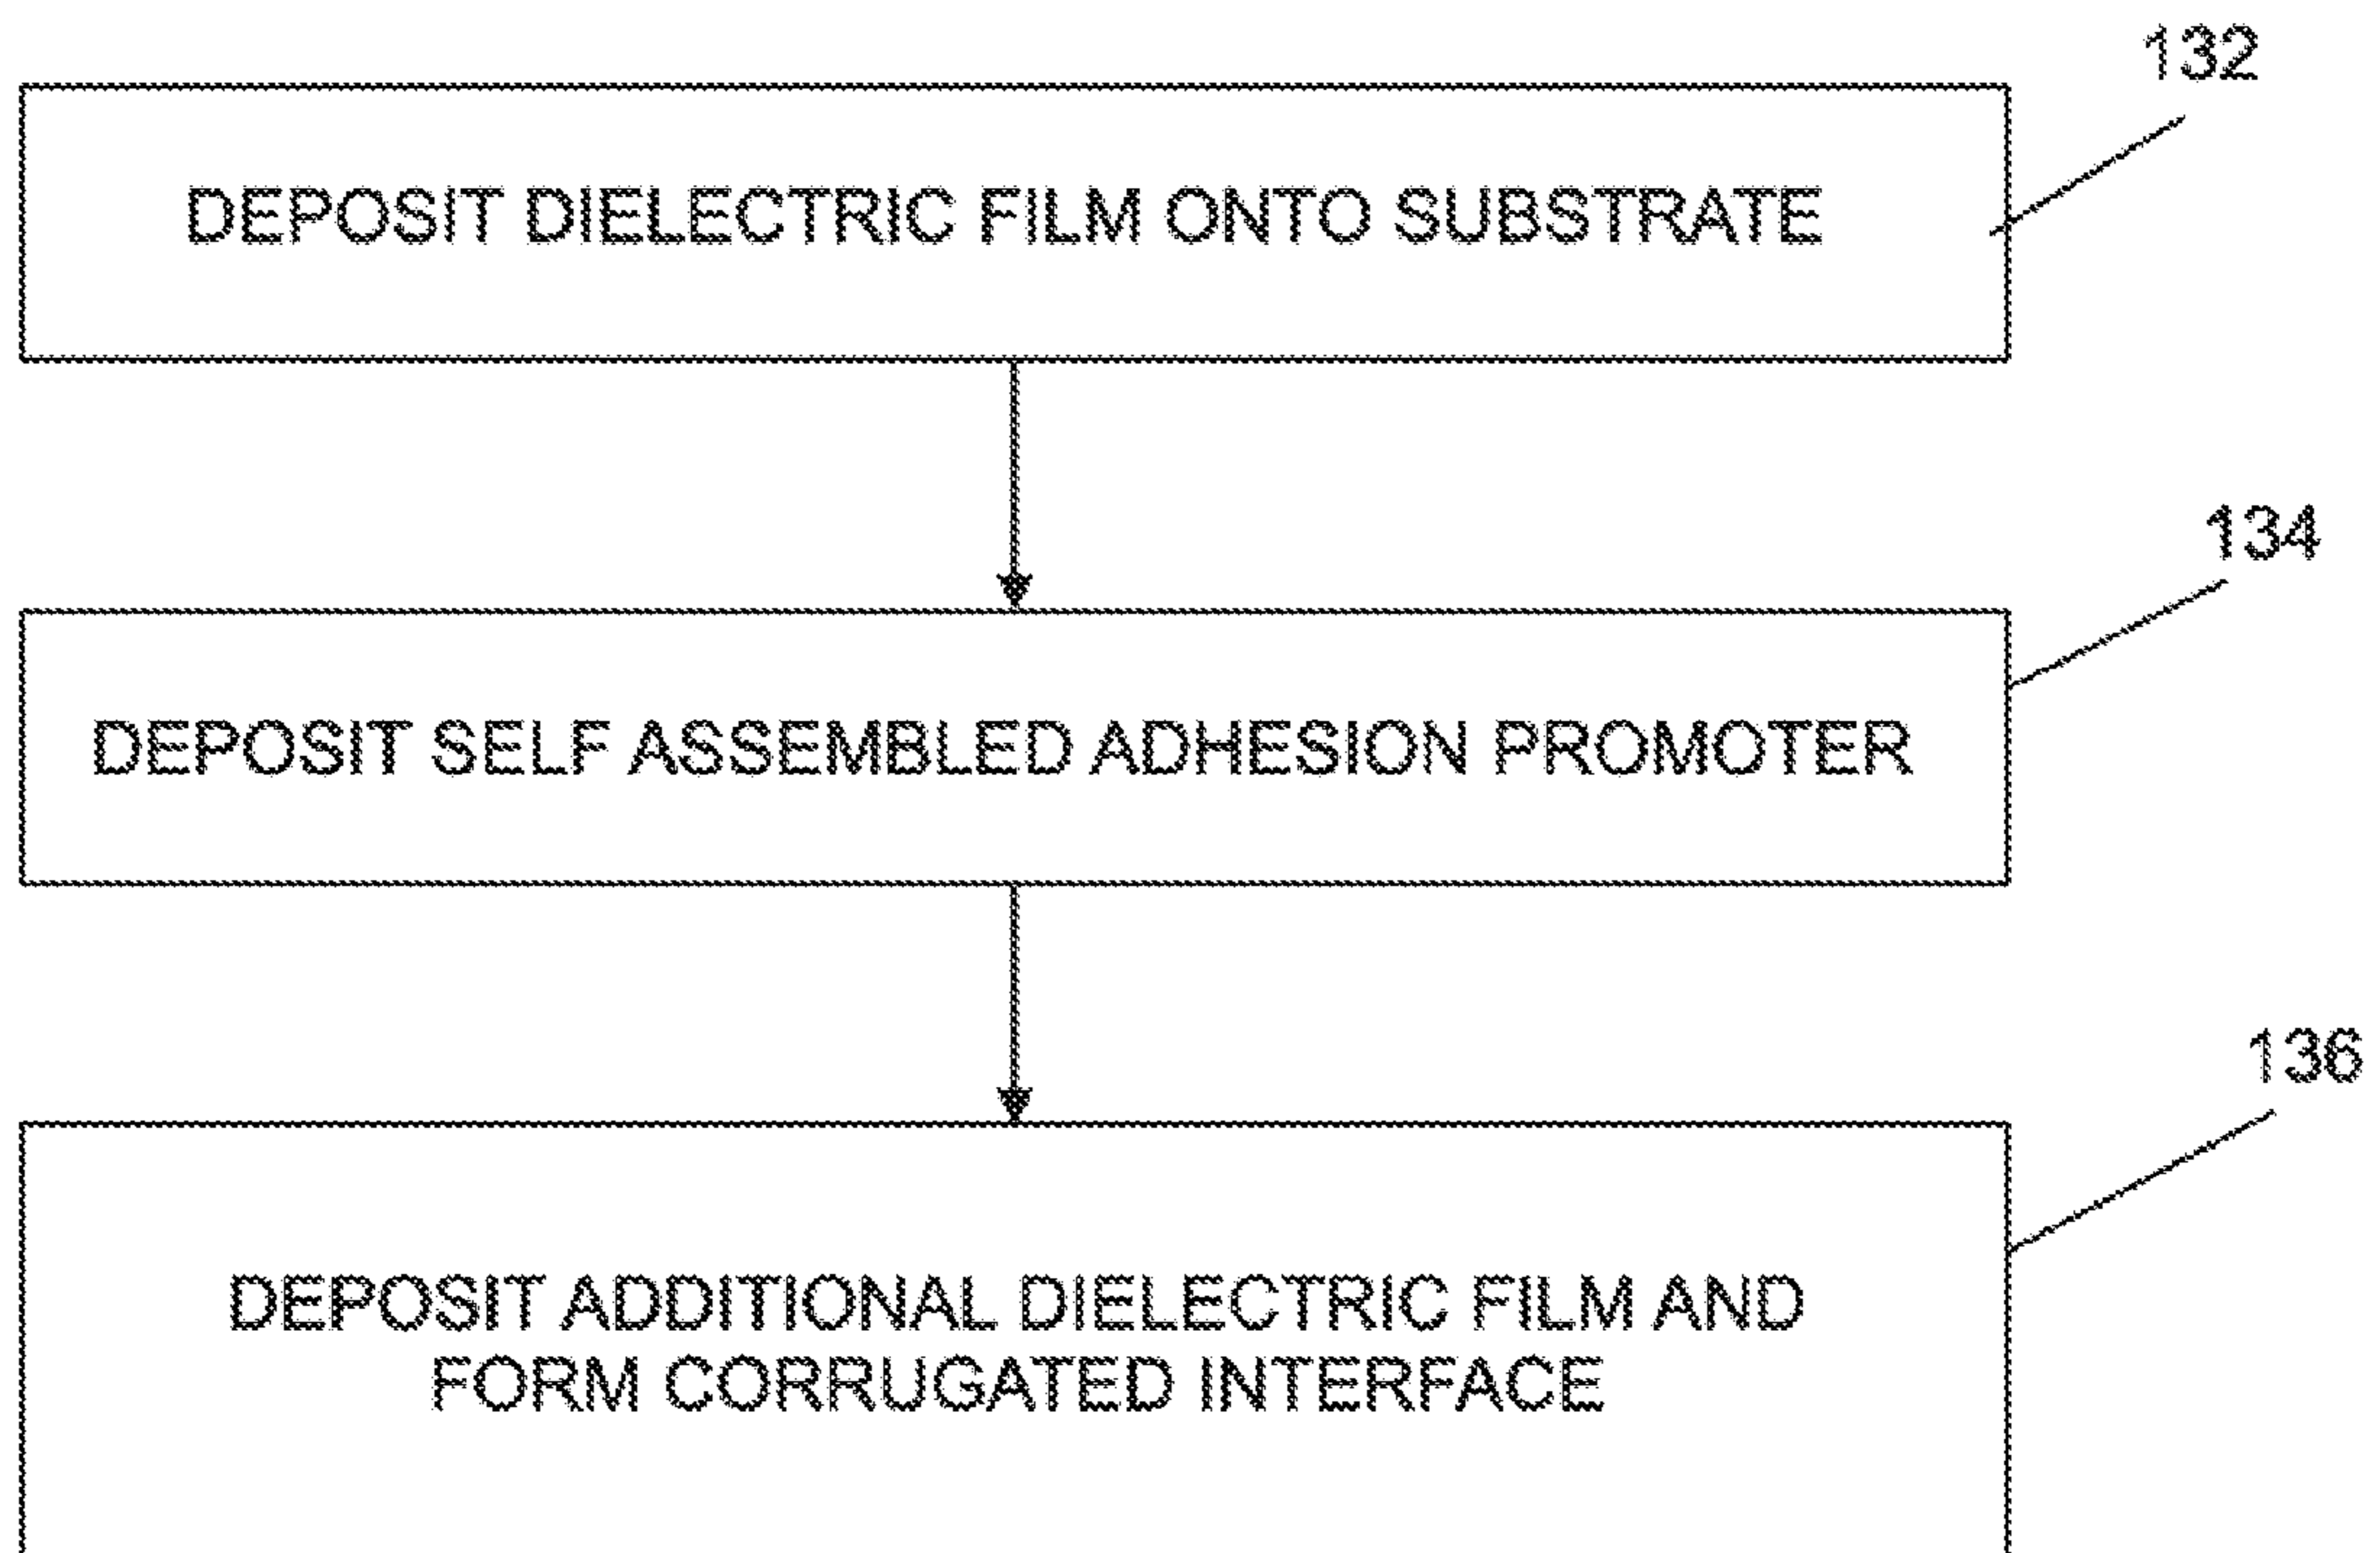 132
DEPOSIT DIELECTRIC FILM ONTO SUBSTRATE
134
DEPOSIT SELF ASSEMBLED ADHESION PROMOTER
136
DEPOSIT ADDITIONAL DIELECTRIC FILM AND
FORM CORRUGATED INTERFACE